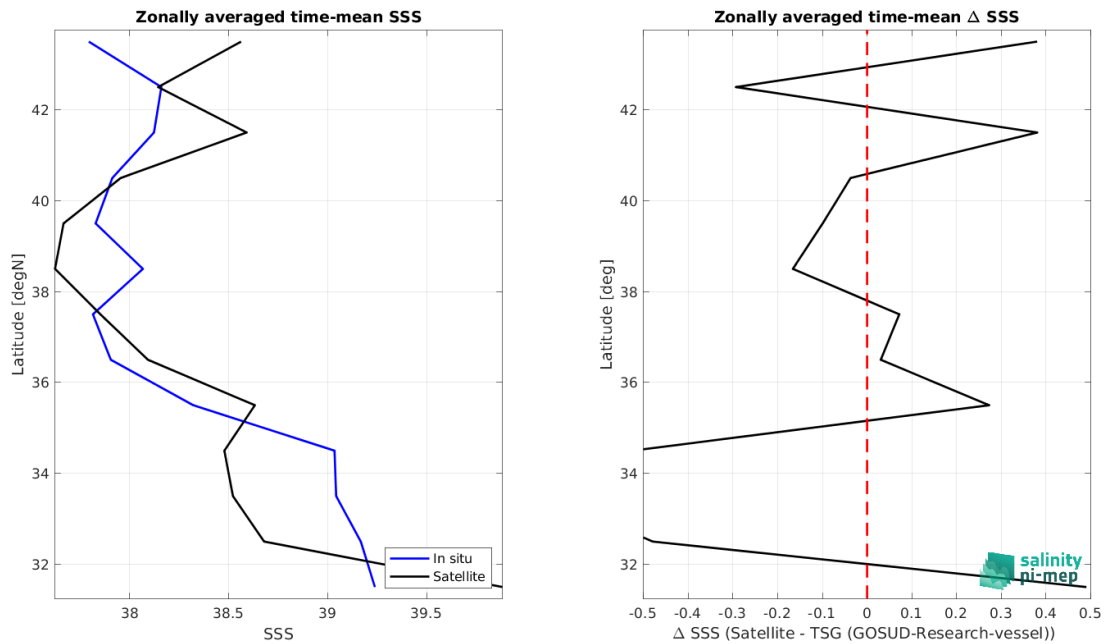 Zonally averaged time-mean SSS
Latitude [degN]
42
40
38
36
34
32
38
38.5
39
39.5
SSS
In situ
Satellite
Zonally averaged time-mean Δ SSS
Latitude [deg]
42
40
38
36
34
32
-0.5
-0.4
-0.3
-0.2
-0.1
0
0.1
0.2
0.3
0.4
0.5
Δ SSS (Satellite - TSG (GOSUD-Research-vessel))
salinity
pi-mep